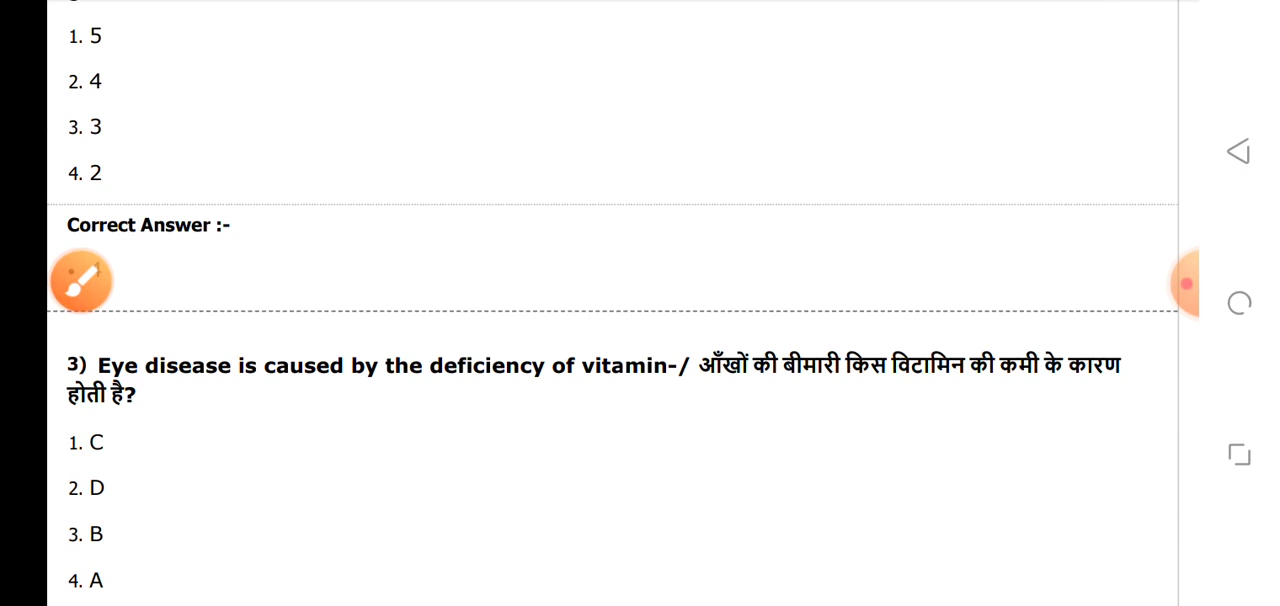 1. 5
2. 4
3. 3
4. 2
Correct Answer :-
3) Eye disease is caused by the deficiency of vitamin-/ आँखों की बीमारी किस विटामिन की कमी के कारण
होती है?
1. C
2. D
3. B
4. A